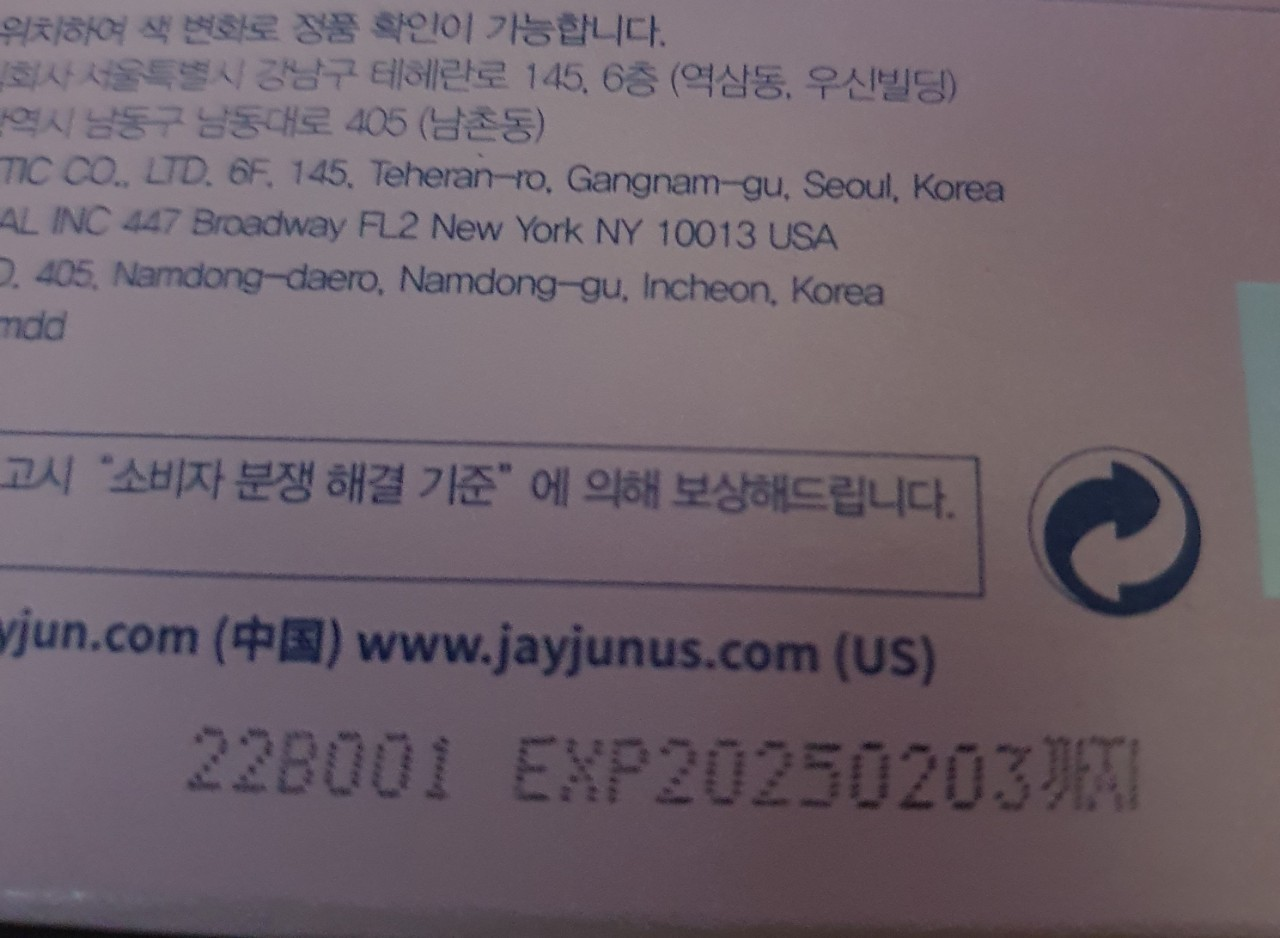 위치하여 색 변화로 정품 확인이 가능합니다.
회사 서울특별시 강남구 테헤란로 145, 6층 (역삼동, 우신빌딩)
역시 남동구 남동대로 405 (남촌동)
TIC CO., LTD. 6F, 145, Teheran-ro, Gangnam-gu, Seoul, Korea
AL INC 447 Broadway FL2 New York NY 10013 USA
D. 405, Namdong-daero, Namdong-gu, Incheon, Korea
mdd
고시 "소비자 분쟁 해결 기준" 에 의해 보상해드립니다.
yjun.com (中国) www.jayjunus.com (US)
22B001 EXP20250203까지